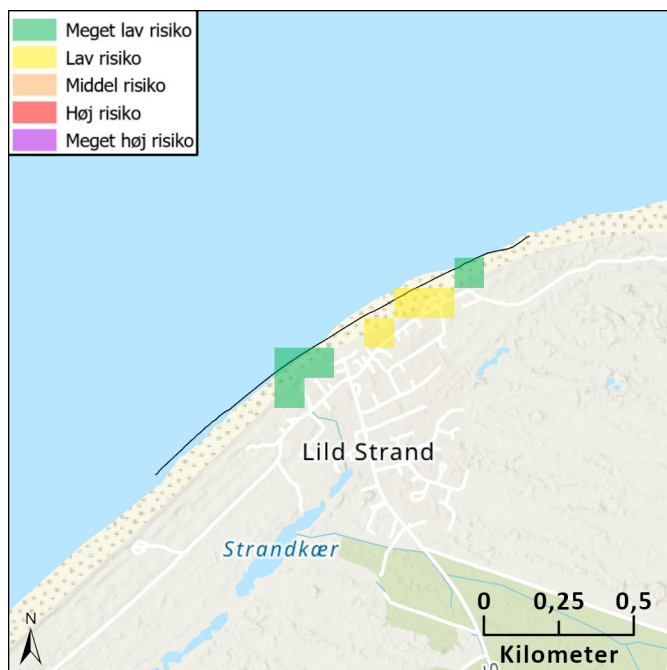 Meget lav risiko
Lav risiko
Middel risiko
Høj risiko
Meget høj risiko
Lild Strand
Strandkær
N
0 0,25 0,5
Kilometer